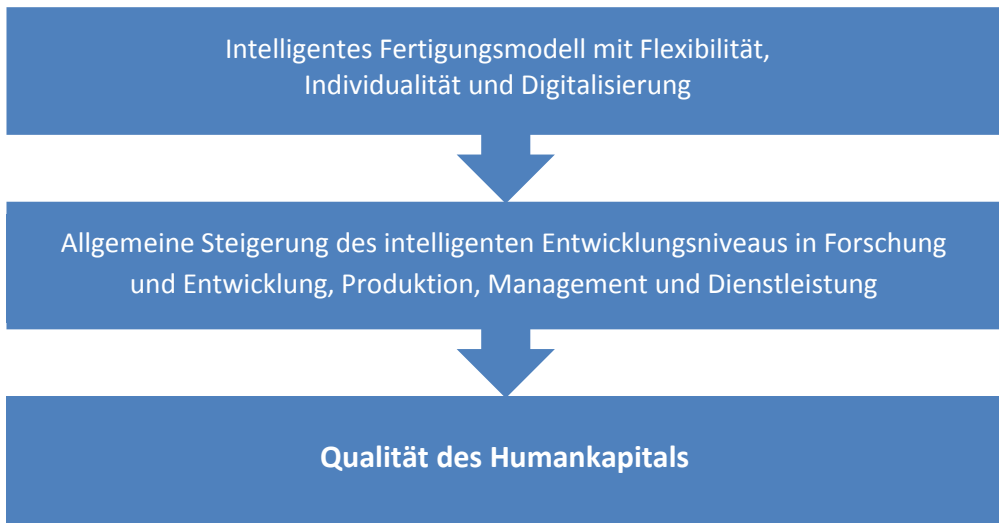 Intelligentes Fertigungsmodell mit Flexibilität,
Individualität und Digitalisierung
Allgemeine Steigerung des intelligenten Entwicklungsniveaus in Forschung
und Entwicklung, Produktion, Management und Dienstleistung
Qualität des Humankapitals